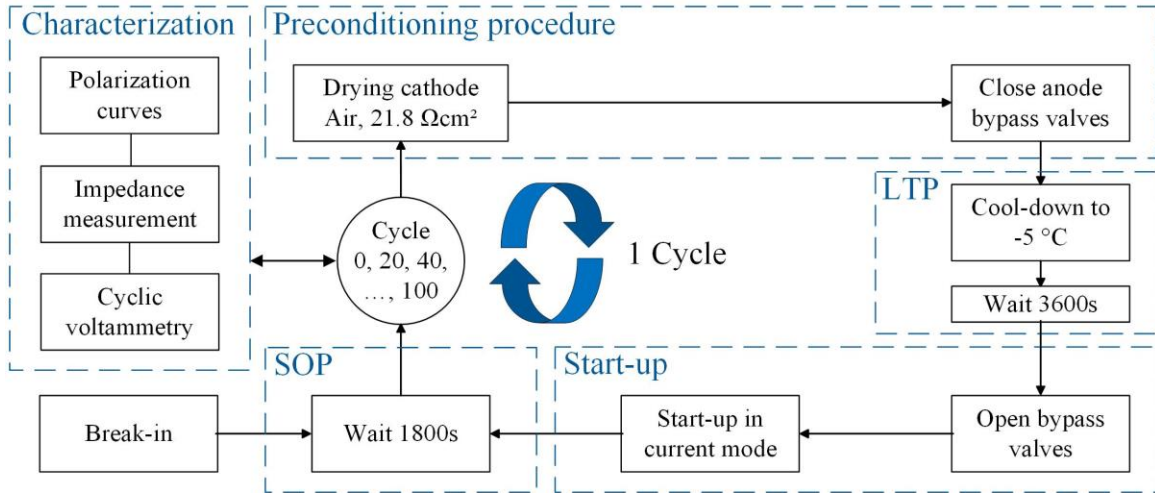 Characterization
Polarization
curves
Impedance
measurement
Cyclic
voltammetry
Preconditioning procedure
Drying cathode
Air, 21.8 Ωcm²
Close anode
bypass valves
Cycle
0, 20, 40,
…, 100
1 Cycle
LTP
Cool-down to
-5 °C
Wait 3600s
Break-in
SOP
Wait 1800s
Start-up
Start-up in
current mode
Open bypass
valves